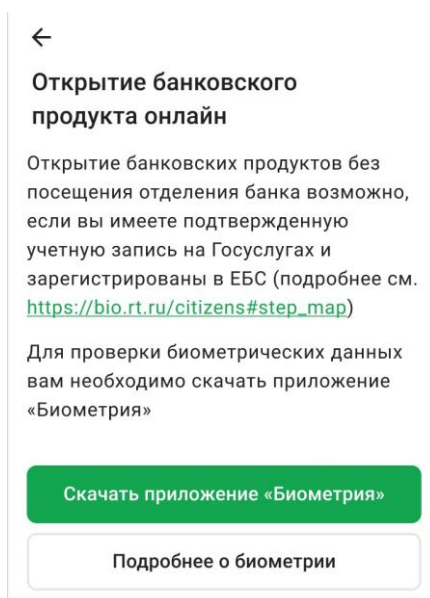 Открытие банковского
продукта онлайн
Открытие банковских продуктов без
посещения отделения банка возможно,
если вы имеете подтвержденную
учетную запись на Госуслугах и
зарегистрированы в ЕБС (подробнее см.
https://bio.rt.ru/citizens#step_map)
Для проверки биометрических данных
вам необходимо скачать приложение
«Биометрия»
Скачать приложение «Биометрия»
Подробнее о биометрии